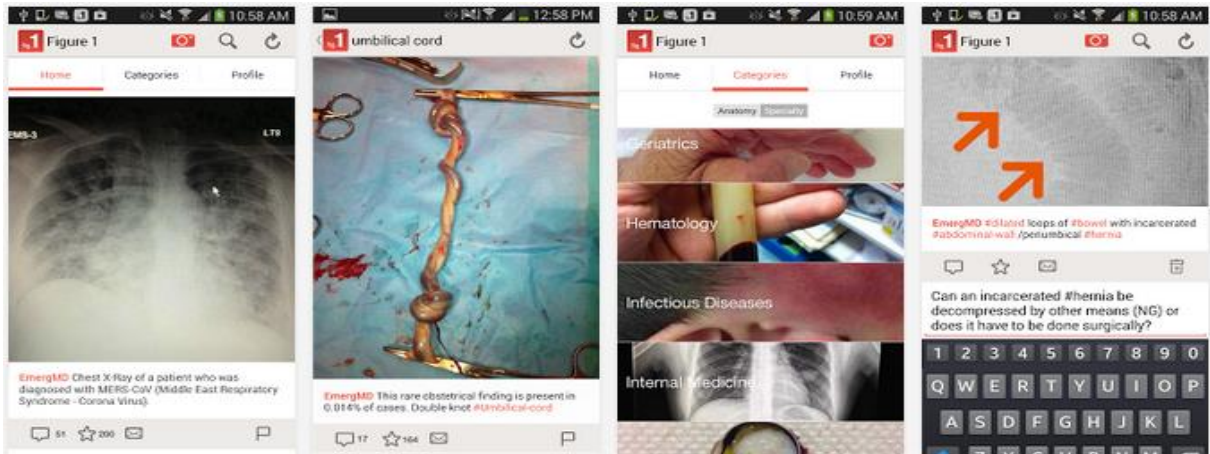 10:58 AM
Figure 1
Home Categories Profile
EMS-3
LTR
EmergMD Chest X-Ray of a patient who was
diagnosed with MERS-CoV (Middle East Respiratory
Syndrome - Corona Virus).
51 200
12:58 PM
umbilical cord
EmergMD This rare obstetrical finding is present in
0.014% of cases. Double knot #Umbilical-cord
17 164
10:59 AM
Figure 1
Home Categories Profile
Anatomy Specialty
Geriatrics
Hematology
Infectious Diseases
Internal Medicine
10:58 AM
Figure 1
EmergMD #dilated loops of #bowel with incarcerated
#abdominal-wall /periumbical #hernia
Can an incarcerated #hernia be
decompressed by other means (NG) or
does it have to be done surgically?
1 2 3 4 5 6 7 8 9 0
Q W E R T Y U I O P
A S D F G H J K L